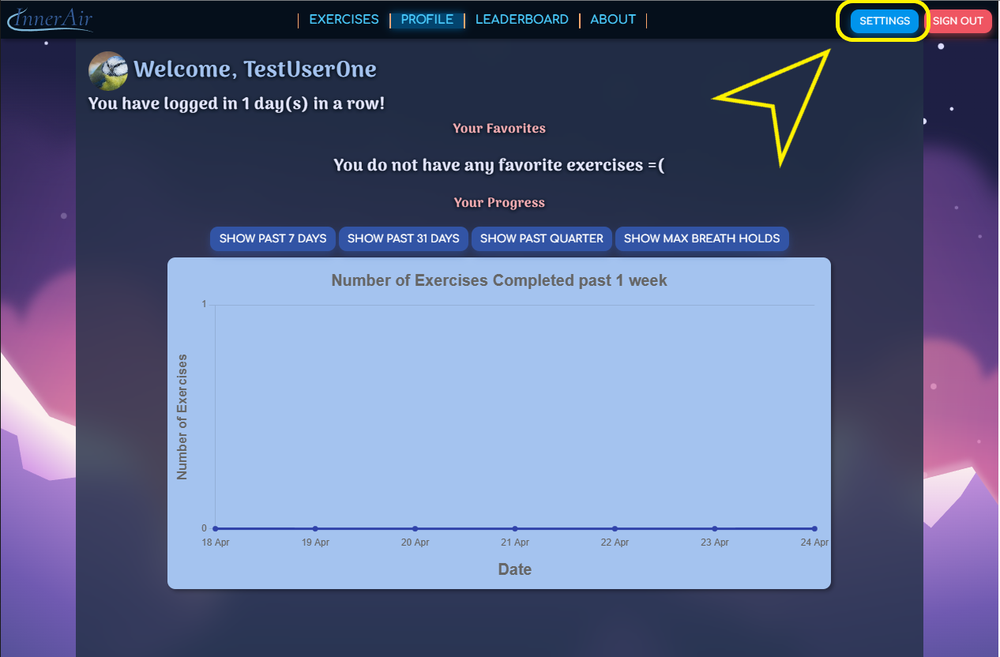 InnerAir
EXERCISES PROFILE LEADERBOARD ABOUT
SETTINGS SIGN OUT
Welcome, TestUserOne
You have logged in 1 day(s) in a row!
Your Favorites
You do not have any favorite exercises =(
Your Progress
SHOW PAST 7 DAYS SHOW PAST 31 DAYS SHOW PAST QUARTER SHOW MAX BREATH HOLDS
Number of Exercises Completed past 1 week
1
Number of Exercises
0
18 Apr 19 Apr 20 Apr 21 Apr 22 Apr 23 Apr 24 Apr
Date